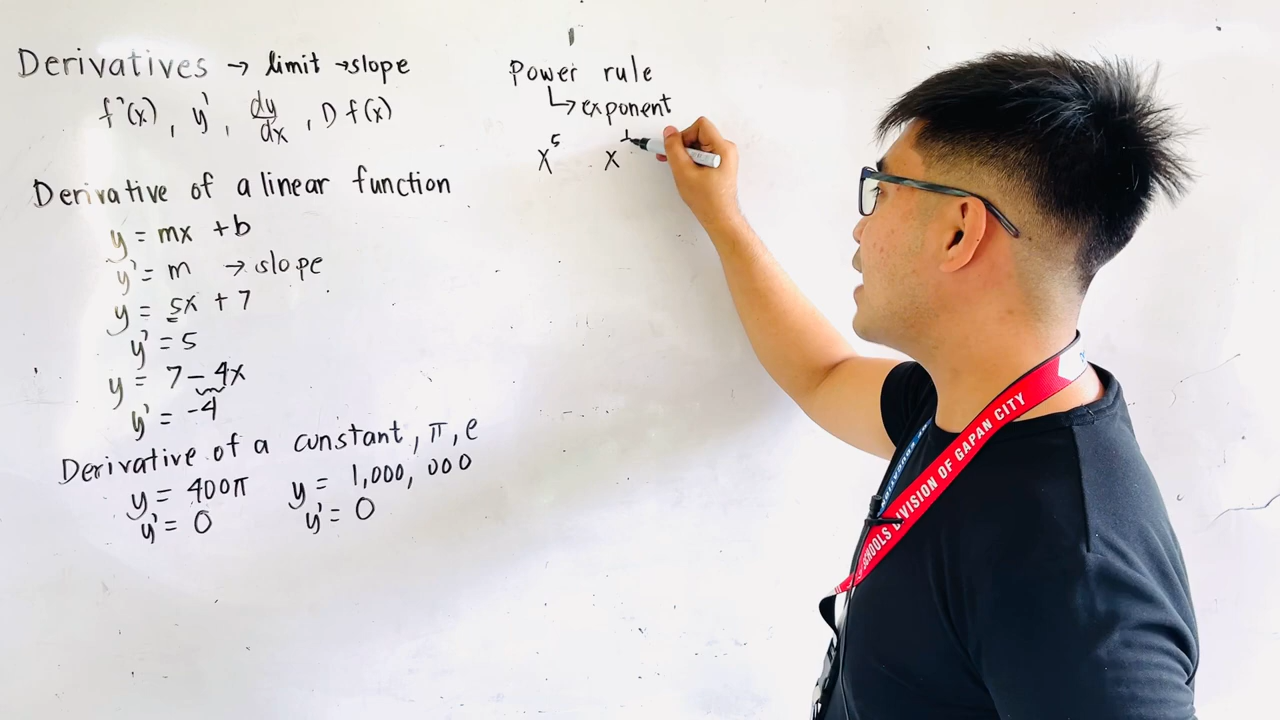 Derivatives → limit → slope
f'(x), y', dy/dx, D f(x)
Derivative of a linear function
y = mx + b
y' = m → slope
y = 5x + 7
y' = 5
y = 7 - 4x
y' = -4
Derivative of a constant, π, e
y = 400π y = 1,000,000
y' = 0 y' = 0
Power rule
↳ exponent
x⁵ x
SCHOOLS DIVISION OF GAPAN CITY